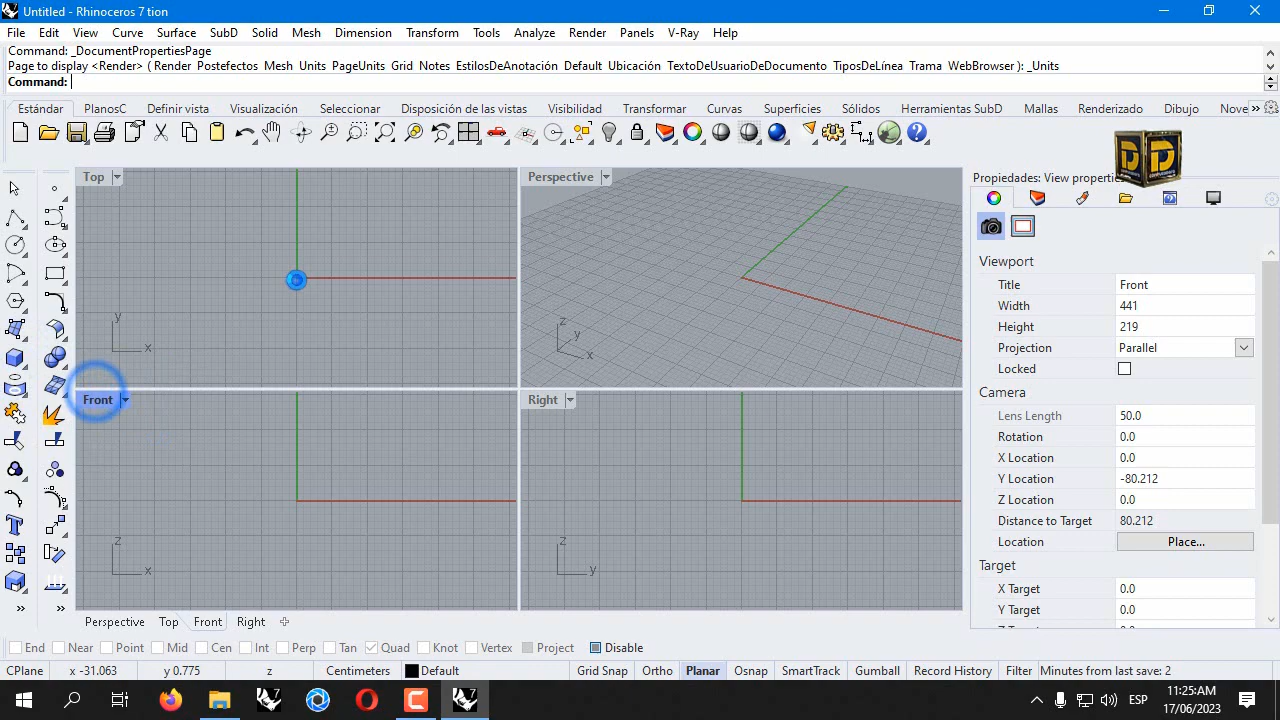 Untitled - Rhinoceros 7 tion
File Edit View Curve Surface SubD Solid Mesh Dimension Transform Tools Analyze Render Panels V-Ray Help
Command: _DocumentPropertiesPage
Page to display <Render> ( Render Postefectos Mesh Units PageUnits Grid Notes EstilosDeAnotación Default Ubicación TextoDeUsuarioDeDocumento TiposDeLínea Trama WebBrowser ): _Units
Command:
Estándar PlanosC Definir vista Visualización Seleccionar Disposición de las vistas Visibilidad Transformar Curvas Superficies Sólidos Herramientas SubD Mallas Renderizado Dibujo Nove
Top
Perspective
Propiedades: View properti
y
x
z
y
x
Viewport
Title Front
Width 441
Height 219
Projection Parallel
Locked
Camera
Front
Right
Lens Length 50.0
Rotation 0.0
X Location 0.0
Y Location -80.212
Z Location 0.0
Distance to Target 80.212
Location Place...
z
x
z
y
Target
X Target 0.0
Y Target 0.0
Perspective Top Front Right
End Near Point Mid Cen Int Perp Tan Quad Knot Vertex Project Disable
CPlane x -31.063 y 0.775 z Centimeters Default Grid Snap Ortho Planar Osnap SmartTrack Gumball Record History Filter Minutes from last save: 2
ESP
11:25AM
17/06/2023